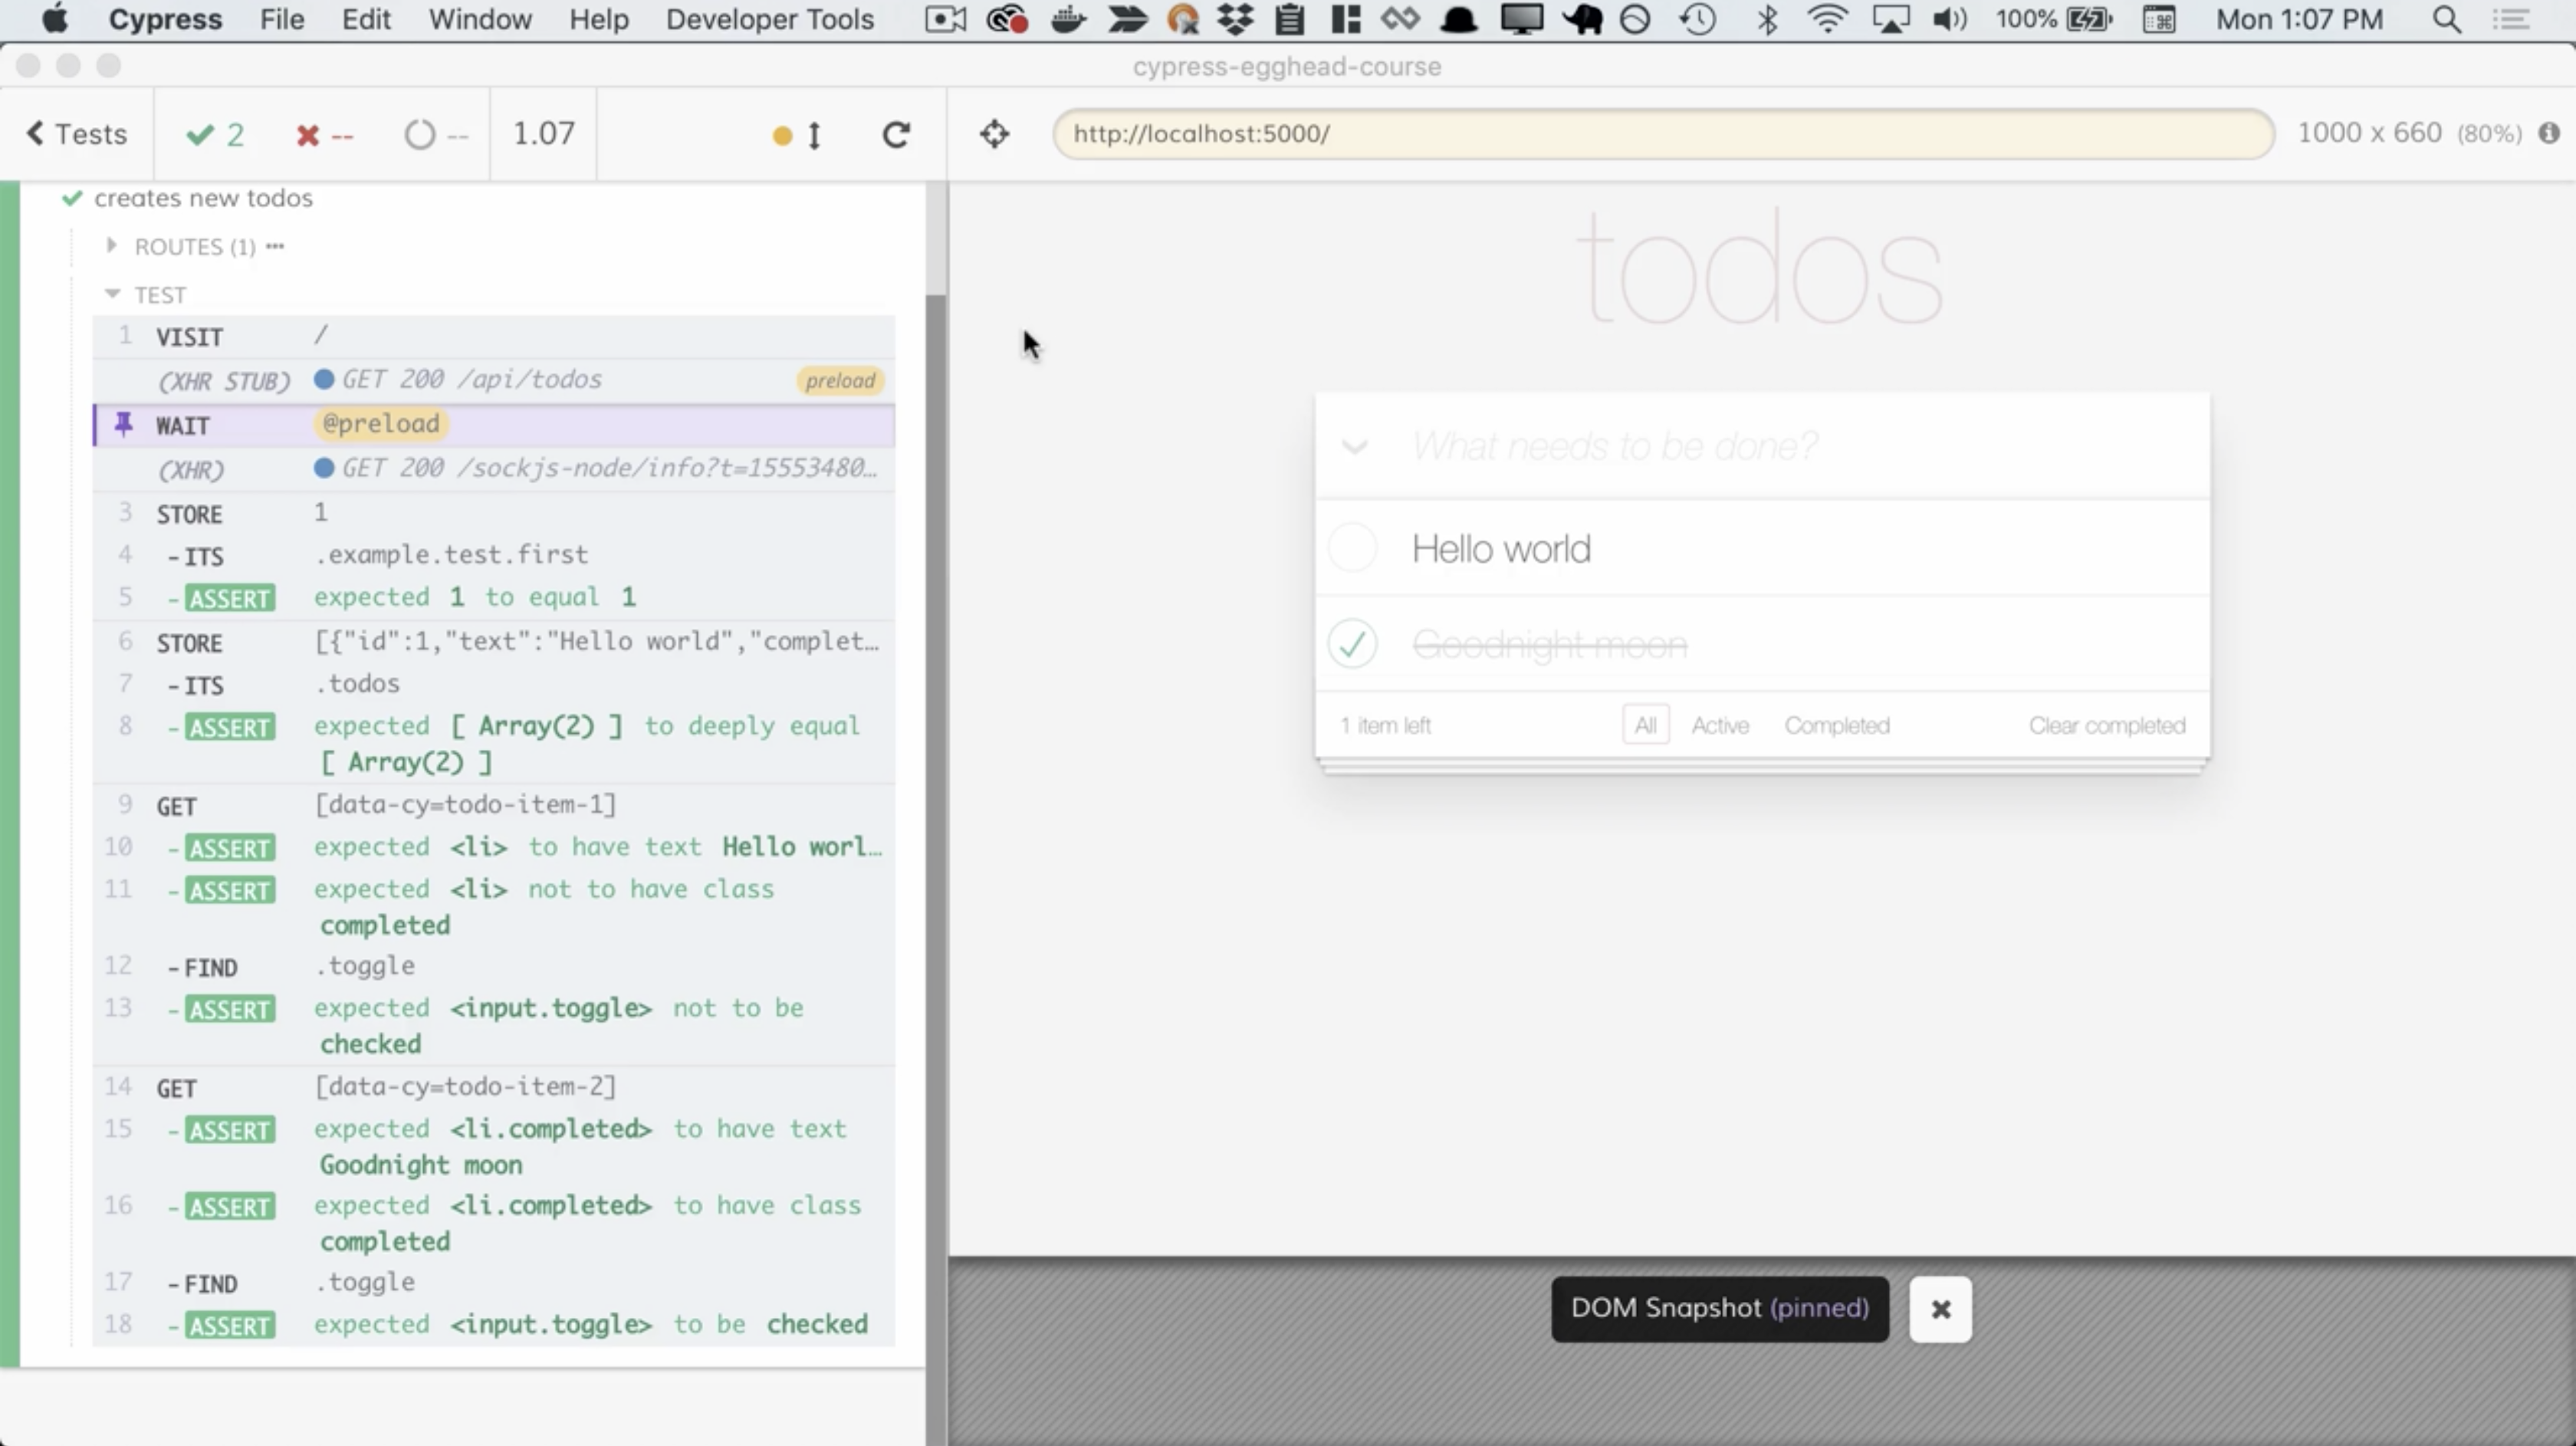 Cypress File Edit Window Help Developer Tools 100% Mon 1:07 PM
cypress-egghead-course
Tests 2 -- -- 1.07 http://localhost:5000/ 1000 x 660 (80%)
creates new todos
ROUTES (1)
TEST
1 VISIT /
(XHR STUB) GET 200 /api/todos preload
WAIT @preload
(XHR) GET 200 /sockjs-node/info?t=15553480…
3 STORE 1
4 -ITS .example.test.first
5 -ASSERT expected 1 to equal 1
6 STORE [{"id":1,"text":"Hello world","complet…
7 -ITS .todos
8 -ASSERT expected [ Array(2) ] to deeply equal
[ Array(2) ]
9 GET [data-cy=todo-item-1]
10 -ASSERT expected <li> to have text Hello worl…
11 -ASSERT expected <li> not to have class
completed
12 -FIND .toggle
13 -ASSERT expected <input.toggle> not to be
checked
14 GET [data-cy=todo-item-2]
15 -ASSERT expected <li.completed> to have text
Goodnight moon
16 -ASSERT expected <li.completed> to have class
completed
17 -FIND .toggle
18 -ASSERT expected <input.toggle> to be checked
todos
What needs to be done?
Hello world
Goodnight moon
1 item left All Active Completed Clear completed
DOM Snapshot (pinned)